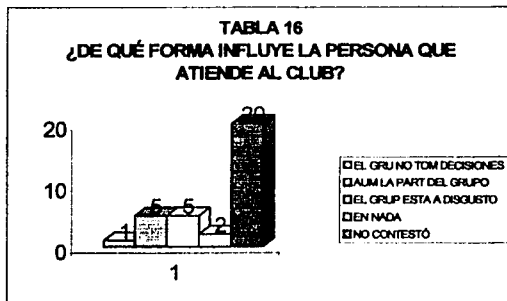 TABLA 16
¿DE QUÉ FORMA INFLUYE LA PERSONA QUE
ATIENDE AL CLUB?
20
20
10
0
1
5
5
2
1
EL GRU NO TOM DECISIONES
AUM LA PART DEL GRUPO
EL GRUP ESTA A DISGUSTO
EN NADA
NO CONTESTÓ